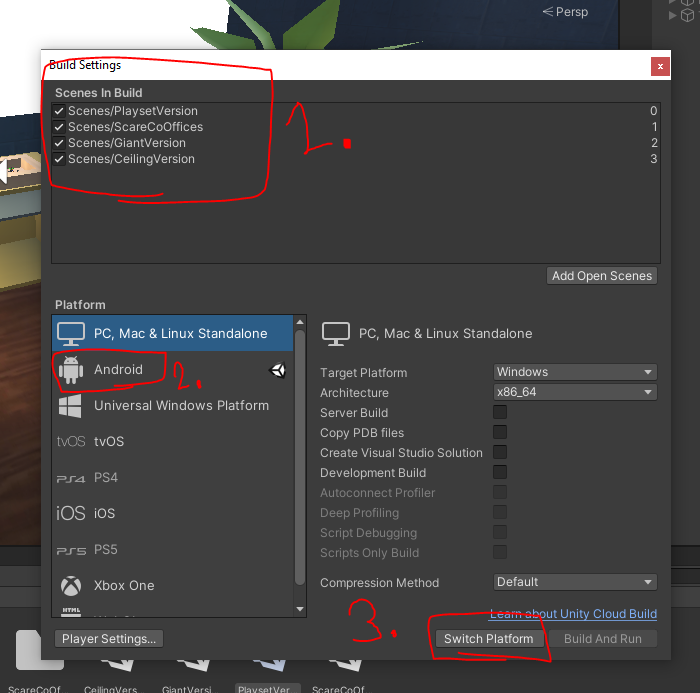 Persp
Build Settings
x
Scenes In Build
Scenes/PlaysetVersion 0
Scenes/ScareCoOffices 1
Scenes/GiantVersion 2
Scenes/CeilingVersion 3
1.
Add Open Scenes
Platform
PC, Mac & Linux Standalone
Android
2.
Universal Windows Platform
tvOS tvOS
PS4 PS4
iOS iOS
PS5 PS5
Xbox One
HTML
PC, Mac & Linux Standalone
Target Platform Windows
Architecture x86_64
Server Build
Copy PDB files
Create Visual Studio Solution
Development Build
Autoconnect Profiler
Deep Profiling
Script Debugging
Scripts Only Build
Compression Method Default
Learn about Unity Cloud Build
3.
Player Settings...
Switch Platform
Build And Run
ScareCoOf...
CeilingVers...
GiantVersi...
PlaysetVer...
ScareCoOf...